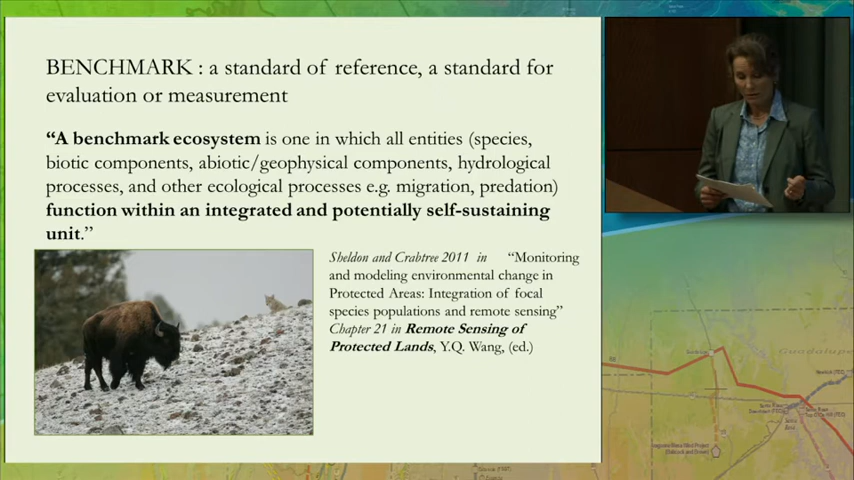 BENCHMARK : a standard of reference, a standard for
evaluation or measurement
“A benchmark ecosystem is one in which all entities (species,
biotic components, abiotic/geophysical components, hydrological
processes, and other ecological processes e.g. migration, predation)
function within an integrated and potentially self-sustaining
unit.”
Sheldon and Crabtree 2011 in “Monitoring
and modeling environmental change in
Protected Areas: Integration of focal
species populations and remote sensing”
Chapter 21 in Remote Sensing of
Protected Lands, Y.Q. Wang, (ed.)
Guadalupe